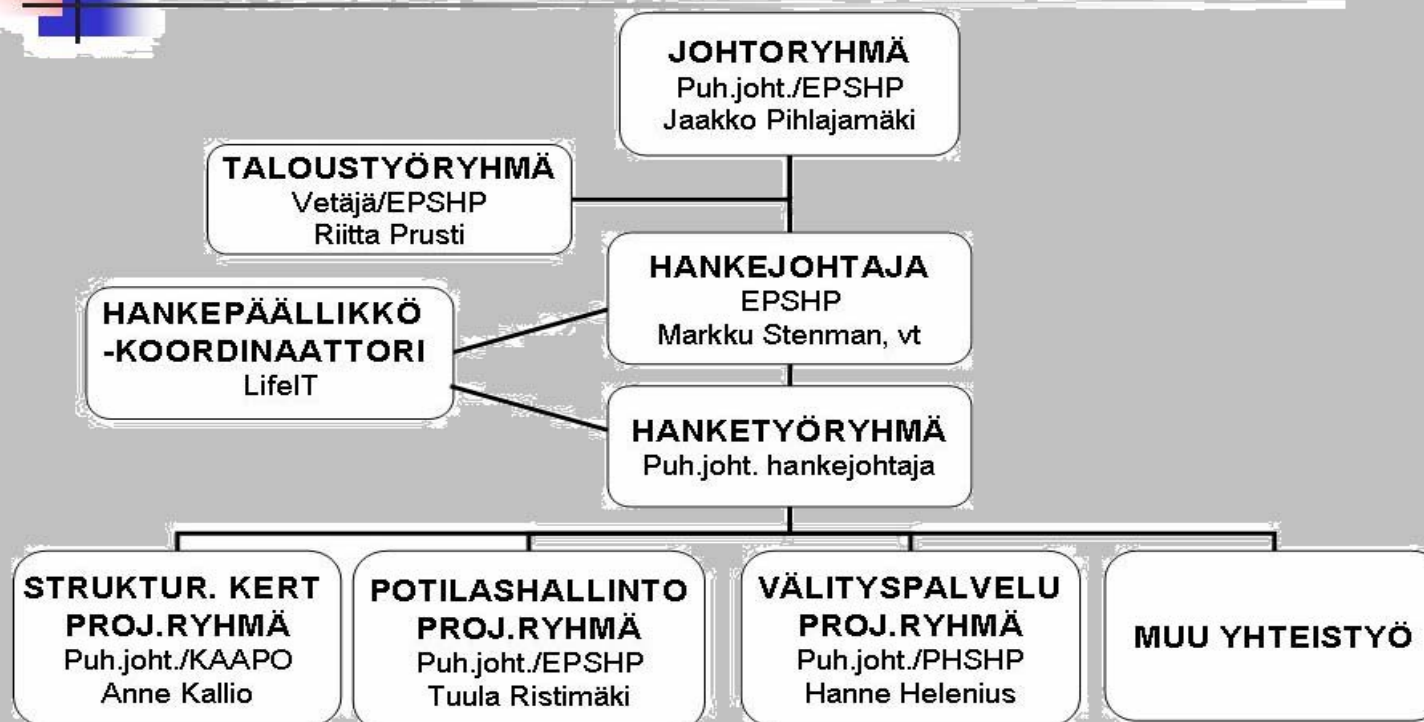 JOHTORYHMÄ
Puh.joht./EPSHP
Jaakko Pihlajamäki
TALOUSTYÖRYHMÄ
Vetäjä/EPSHP
Riitta Prusti
HANKEJOHTAJA
EPSHP
Markku Stenman, vt
HANKEPÄÄLLIKKÖ
-KOORDINAATTORI
LifeIT
HANKETYÖRYHMÄ
Puh.joht. hankejohtaja
STRUKTUR. KERT
PROJ.RYHMÄ
Puh.joht./KAAPO
Anne Kallio
POTILASHALLINTO
PROJ.RYHMÄ
Puh.joht./EPSHP
Tuula Ristimäki
VÄLITYSPALVELU
PROJ.RYHMÄ
Puh.joht./PHSHP
Hanne Helenius
MUU YHTEISTYÖ